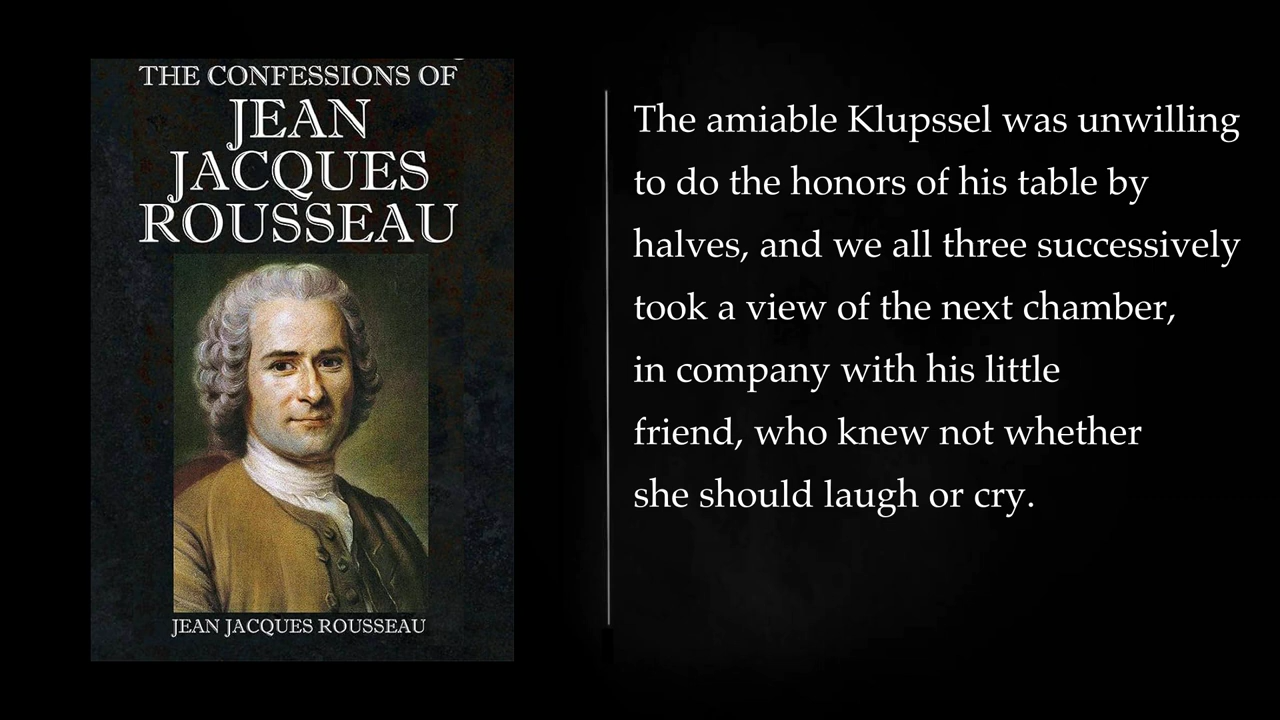 THE CONFESSIONS OF
JEAN
JACQUES
ROUSSEAU
JEAN JACQUES ROUSSEAU
The amiable Klupssel was unwilling
to do the honors of his table by
halves, and we all three successively
took a view of the next chamber,
in company with his little
friend, who knew not whether
she should laugh or cry.